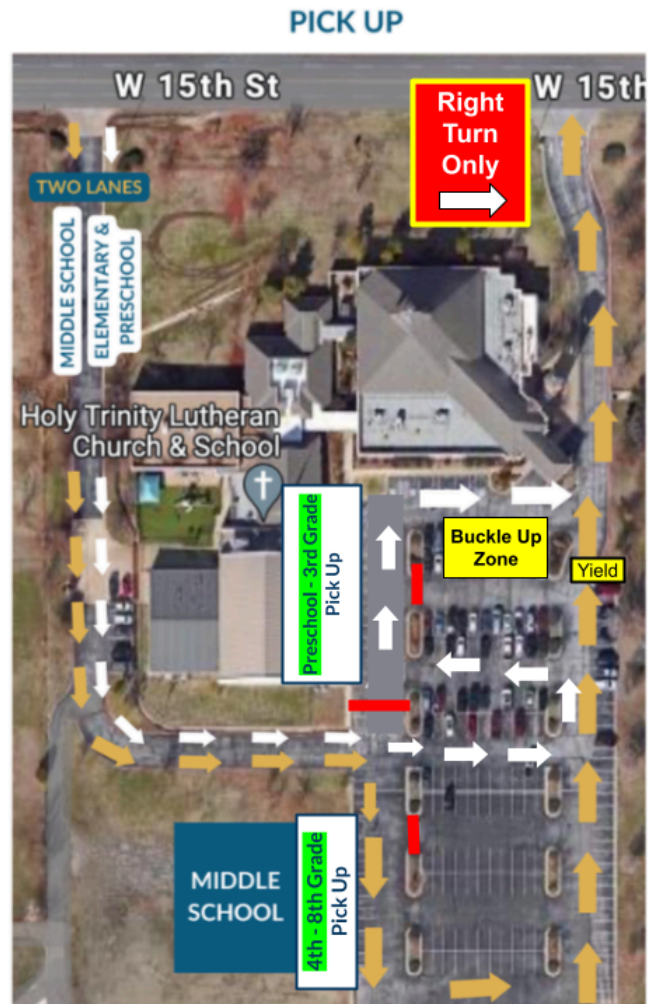 PICK UP
W 15th St
W 15th
Right
Turn
Only
TWO LANES
MIDDLE SCHOOL
ELEMENTARY &
PRESCHOOL
Holy Trinity Lutheran
Church & School
Preschool - 3rd Grade
Pick Up
Buckle Up
Zone
Yield
MIDDLE
SCHOOL
4th - 8th Grade
Pick Up